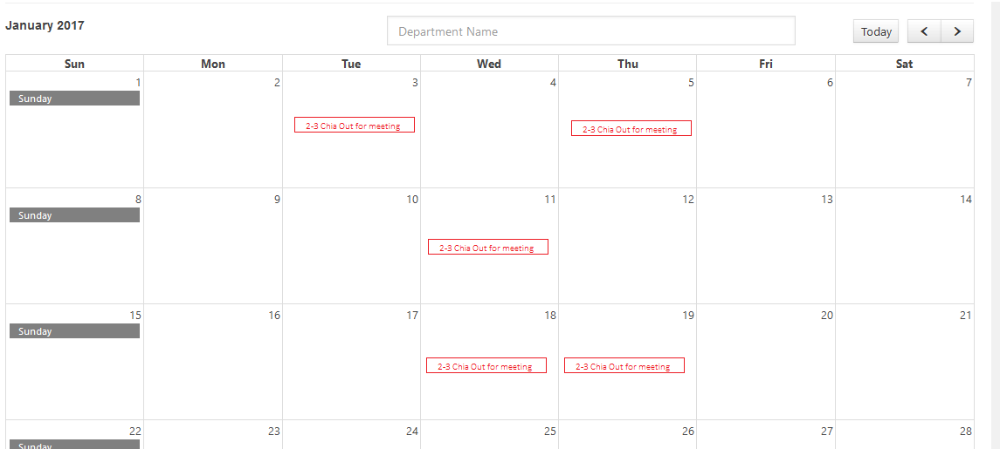 January 2017
Department Name
Today
Sun Mon Tue Wed Thu Fri Sat
1 2 3 4 5 6 7
Sunday
2-3 Chia Out for meeting 2-3 Chia Out for meeting
8 9 10 11 12 13 14
Sunday
2-3 Chia Out for meeting
15 16 17 18 19 20 21
Sunday
2-3 Chia Out for meeting 2-3 Chia Out for meeting
22 23 24 25 26 27 28
Sunday